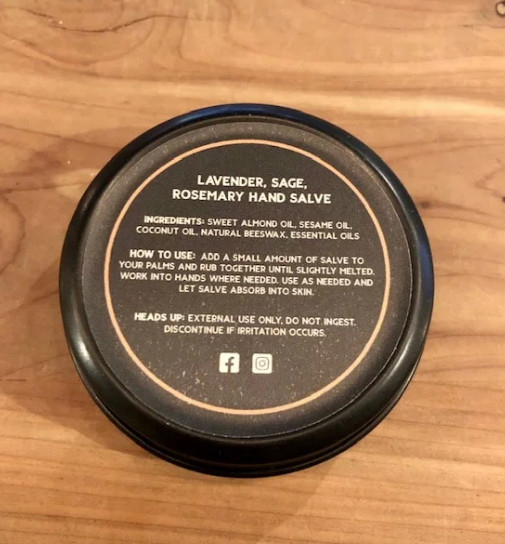 LAVENDER, SAGE,
ROSEMARY HAND SALVE
INGREDIENTS: SWEET ALMOND OIL, SESAME OIL,
COCONUT OIL, NATURAL BEESWAX, ESSENTIAL OILS
HOW TO USE: ADD A SMALL AMOUNT OF SALVE TO
YOUR PALMS AND RUB TOGETHER UNTIL SLIGHTLY MELTED.
WORK INTO HANDS WHERE NEEDED. USE AS NEEDED AND
LET SALVE ABSORB INTO SKIN.
HEADS UP: EXTERNAL USE ONLY, DO NOT INGEST.
DISCONTINUE IF IRRITATION OCCURS.